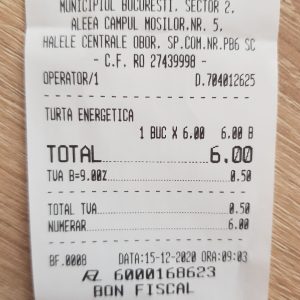 MUNICIPIUL BUCURESTI. SECTOR 2,
ALEEA CAMPUL MOSILOR.NR. 5,
HALELE CENTRALE OBOR, SP.COM.NR.PB6 SC
- C.F. RO 27439998 -
OPERATOR/1 D.704012625
TURTA ENERGETICA
1 BUC X 6.00 6.00 B
TOTAL 6.00
TVA B=9.00% 0.50
TOTAL TVA 0.50
NUMERAR 6.00
BF.0008 DATA:15-12-2020 ORA:09:03
6000168623
BON FISCAL